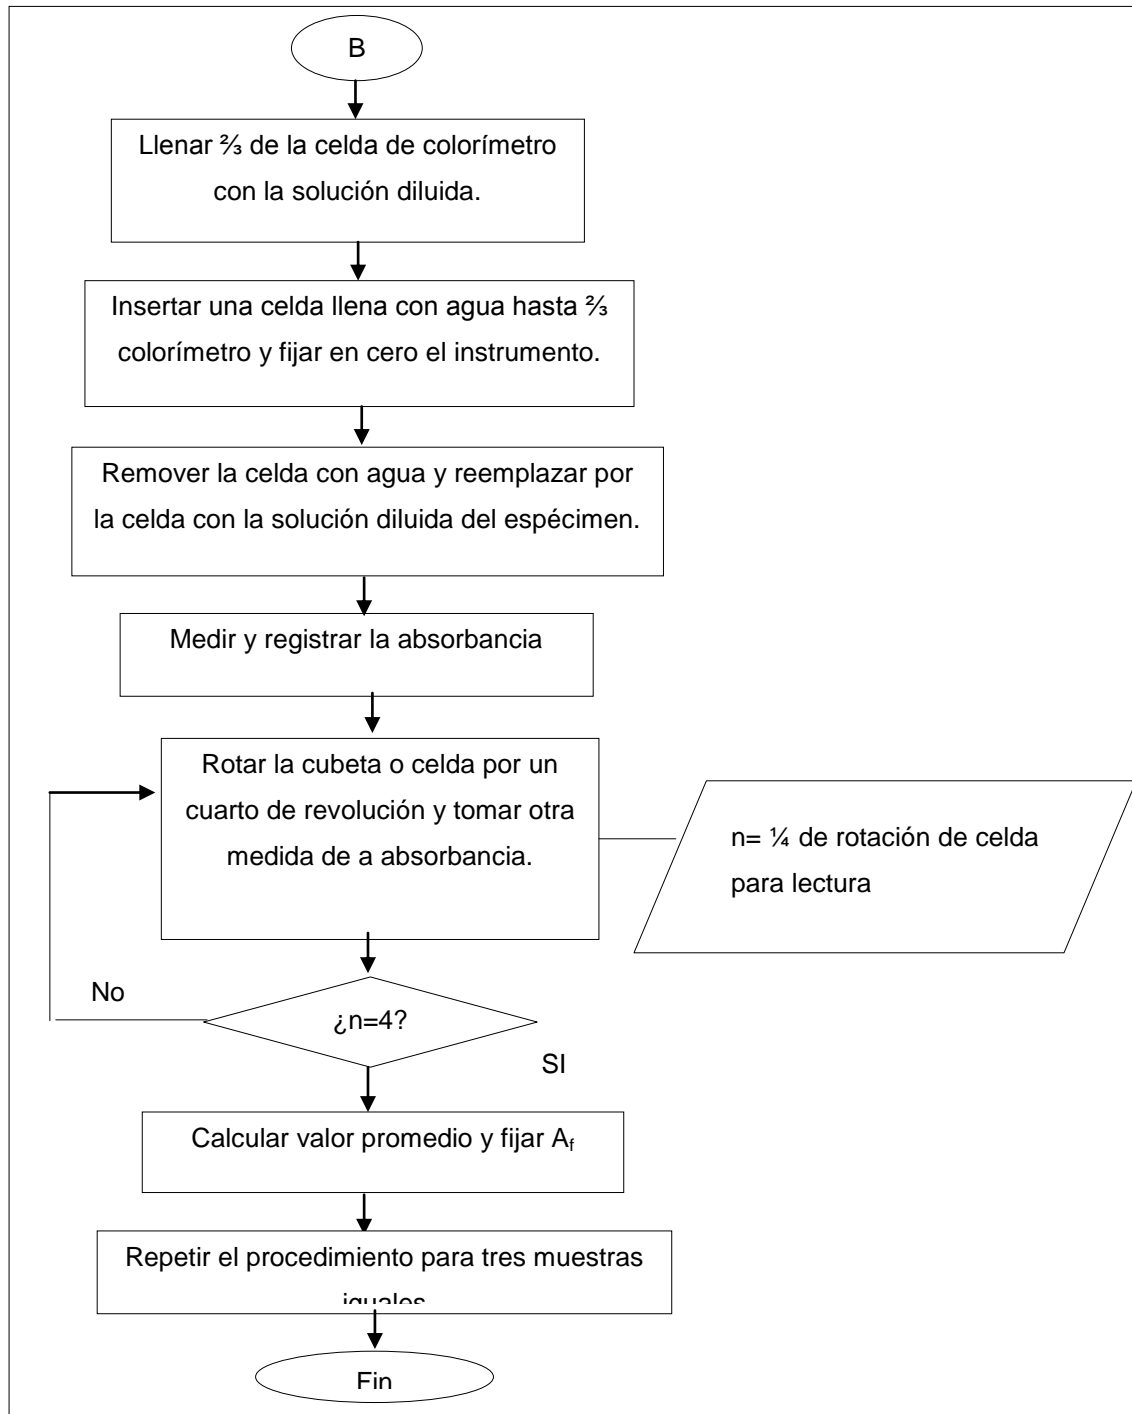 B
Llenar ⅔ de la celda de colorímetro
con la solución diluida.
Insertar una celda llena con agua hasta ⅔
colorímetro y fijar en cero el instrumento.
Remover la celda con agua y reemplazar por
la celda con la solución diluida del espécimen.
Medir y registrar la absorbancia
Rotar la cubeta o celda por un
cuarto de revolución y tomar otra
medida de a absorbancia.
n= ¼ de rotación de celda
para lectura
No
¿n=4?
SI
Calcular valor promedio y fijar A<sub>f</sub>
Repetir el procedimiento para tres muestras
iguales
Fin